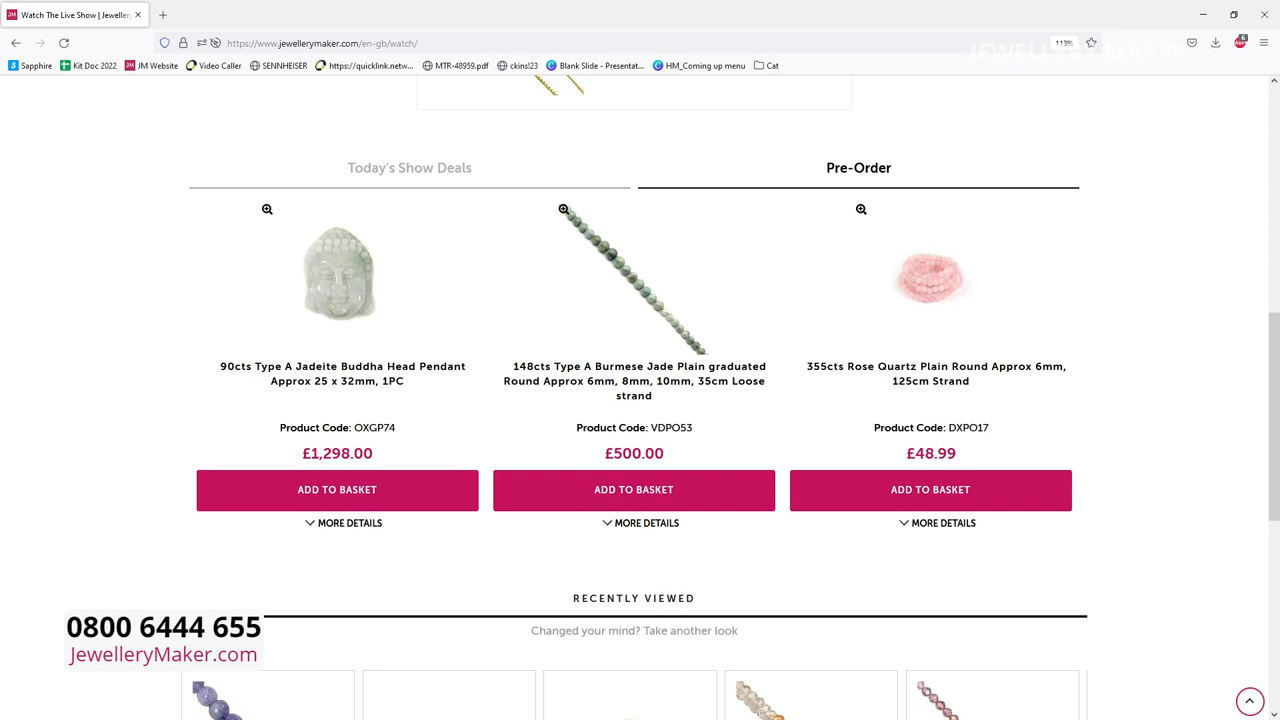 Watch The Live Show | Jewellery
https://www.jewellerymaker.com/en-gb/watch/
113%
JEWELLERY MAKER
Sapphire
Kit Doc 2022
JM Website
Video Caller
SENNHEISER
https://quicklink.netw...
MTR-48959.pdf
ckins!23
Blank Slide - Presentat...
HM_Coming up menu
Cat
Today's Show Deals
Pre-Order
90cts Type A Jadeite Buddha Head Pendant
Approx 25 x 32mm, 1PC
Product Code: OXGP74
£1,298.00
ADD TO BASKET
MORE DETAILS
148cts Type A Burmese Jade Plain graduated
Round Approx 6mm, 8mm, 10mm, 35cm Loose
strand
Product Code: VDPO53
£500.00
ADD TO BASKET
MORE DETAILS
355cts Rose Quartz Plain Round Approx 6mm,
125cm Strand
Product Code: DXPO17
£48.99
ADD TO BASKET
MORE DETAILS
RECENTLY VIEWED
Changed your mind? Take another look
0800 6444 655
JewelleryMaker.com